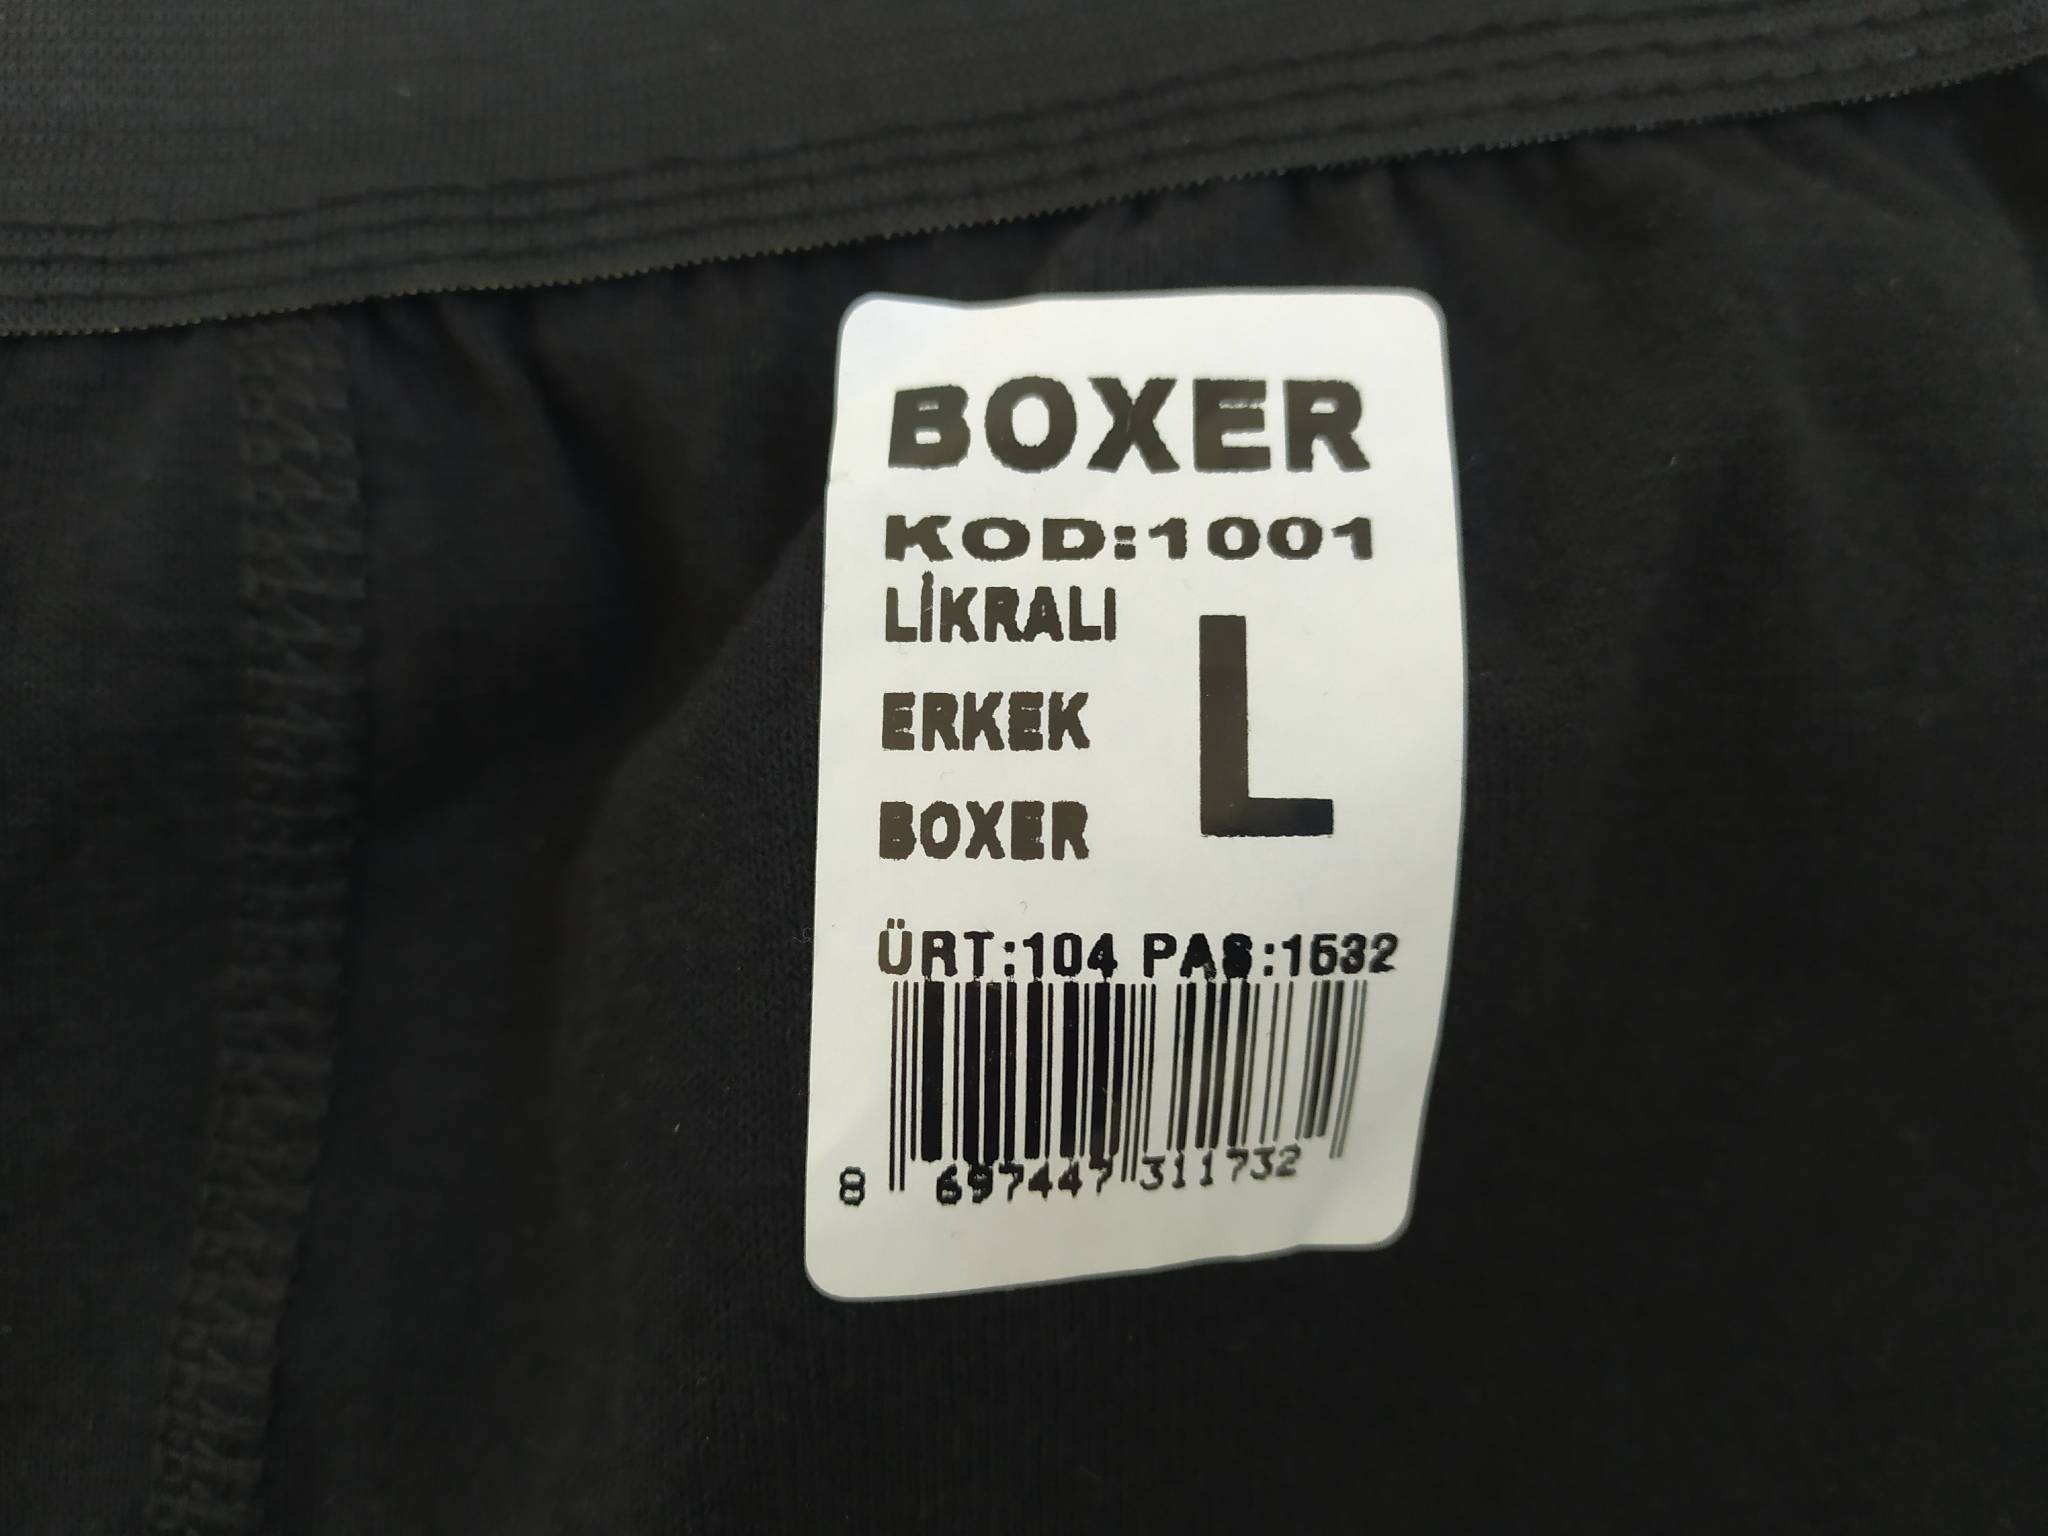 BOXER
KOD:1001
LİKRALI
ERKEK
BOXER
L
ÜRT:104 PAS:1532
8 697447 311732